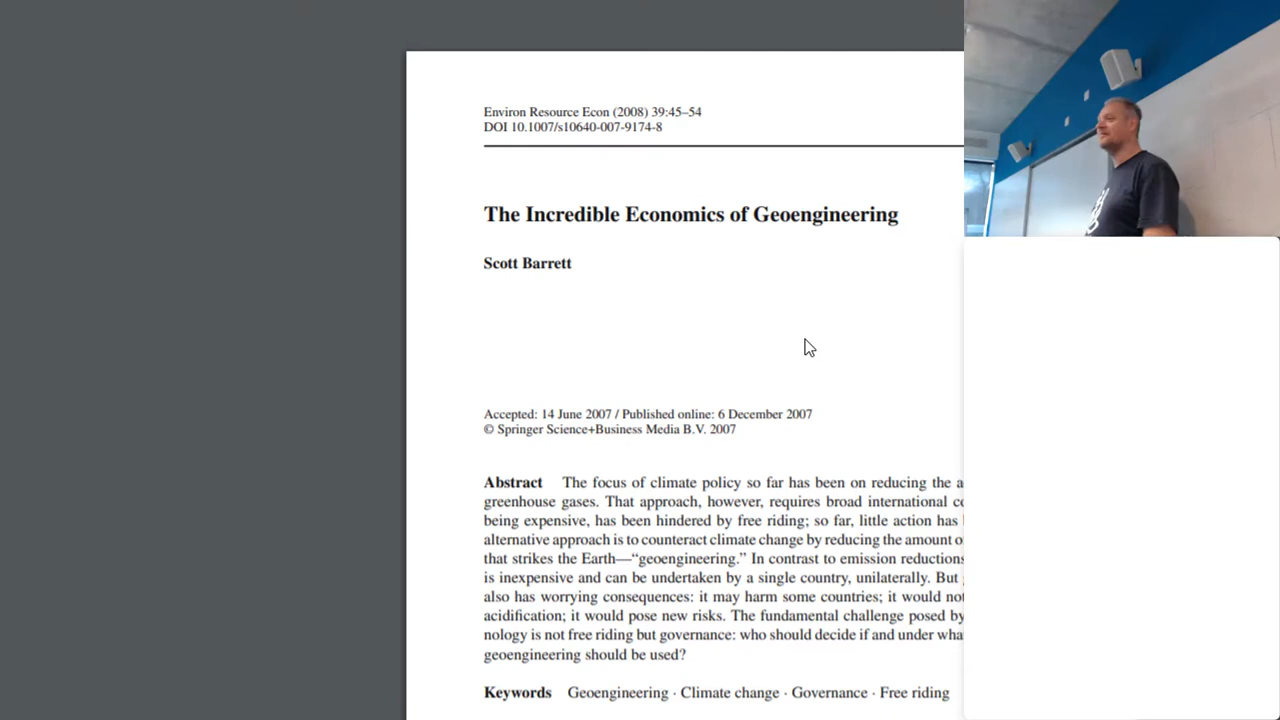 Environ Resource Econ (2008) 39:45–54
DOI 10.1007/s10640-007-9174-8
The Incredible Economics of Geoengineering
Scott Barrett
Accepted: 14 June 2007 / Published online: 6 December 2007
© Springer Science+Business Media B.V. 2007
Abstract The focus of climate policy so far has been on reducing the
greenhouse gases. That approach, however, requires broad international
being expensive, has been hindered by free riding; so far, little action has
alternative approach is to counteract climate change by reducing the amount
that strikes the Earth—“geoengineering.” In contrast to emission reductions
is inexpensive and can be undertaken by a single country, unilaterally. But
also has worrying consequences: it may harm some countries; it would not
acidification; it would pose new risks. The fundamental challenge posed by
nology is not free riding but governance: who should decide if and under
geoengineering should be used?
Keywords Geoengineering · Climate change · Governance · Free riding